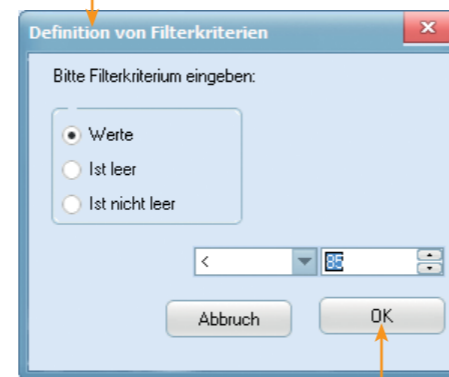 Definition von Filterkriterien
Bitte Filterkriterium eingeben:
Werte
Ist leer
Ist nicht leer
< 85
Abbruch OK